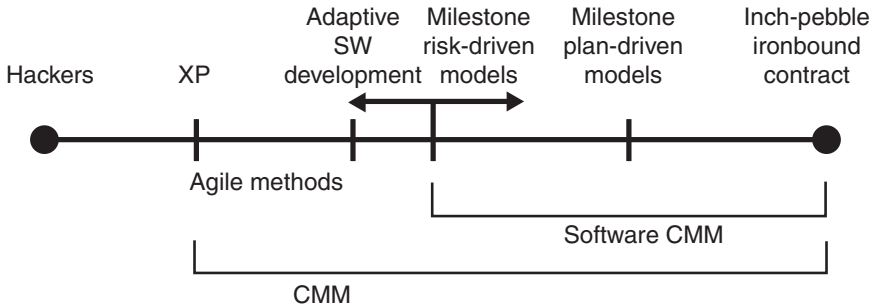 Hackers
XP
Adaptive
SW
development
Milestone
risk-driven
models
Milestone
plan-driven
models
Inch-pebble
ironbound
contract
Agile methods
Software CMM
CMM